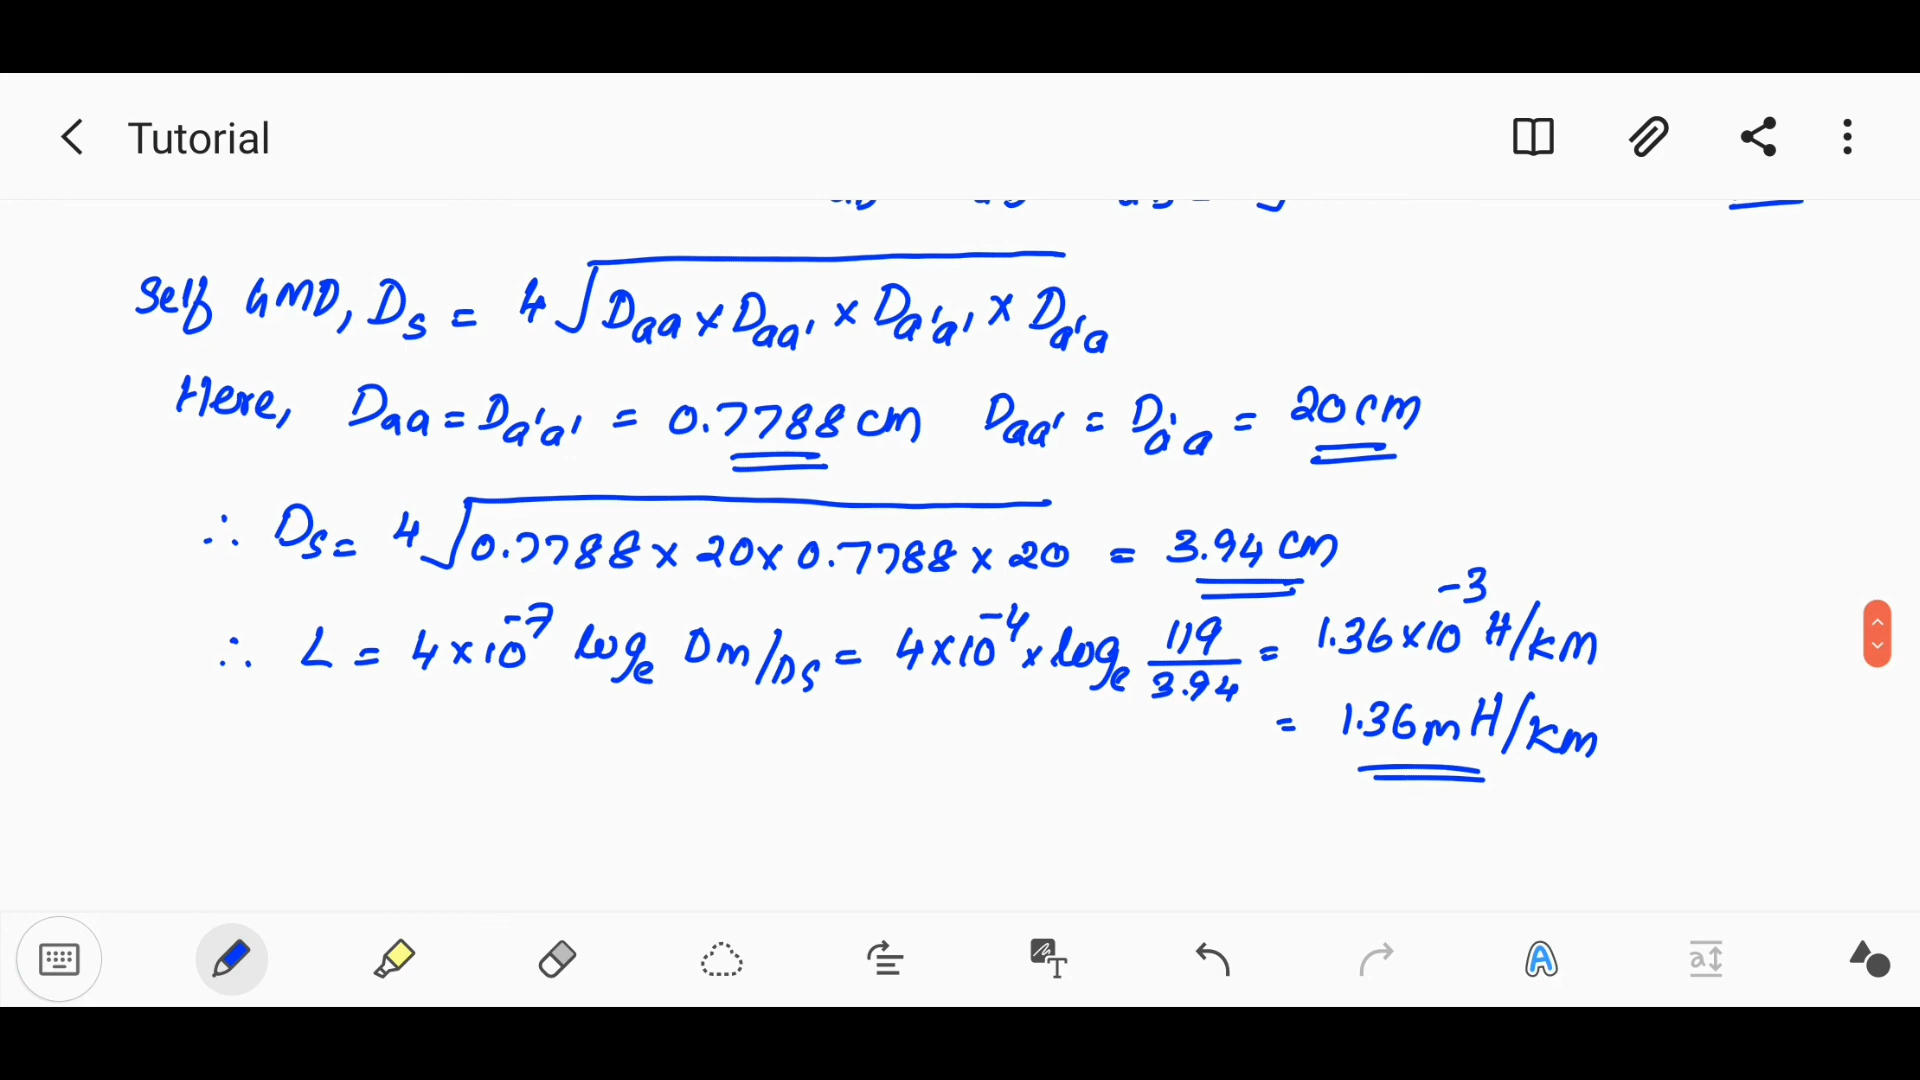 Tutorial
Self GMD, Ds = 4√Daa × Daa' × Da'a' × Da'a
Here, Daa = Da'a' = 0.7788 cm Daa' = Da'a = 20 cm
∴ Ds = 4√0.7788 × 20 × 0.7788 × 20 = 3.94 cm
∴ L = 4×10⁻⁷ logₑ Dm/Ds = 4×10⁻⁴ × logₑ 119/3.94 = 1.36×10⁻³ H/km
= 1.36 mH/km